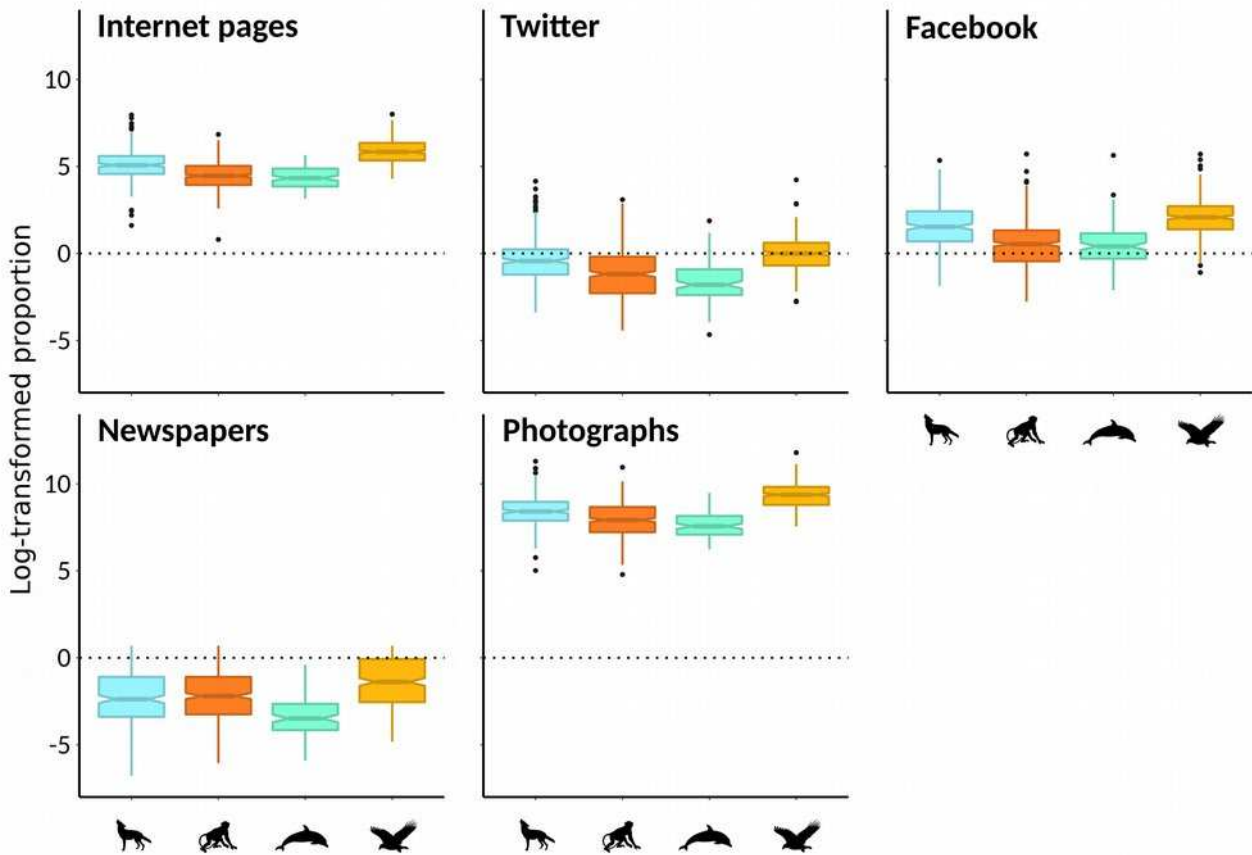 Internet pages
Twitter
Facebook
10
5
0
-5
Log-transformed proportion
Newspapers
Photographs
10
5
0
-5